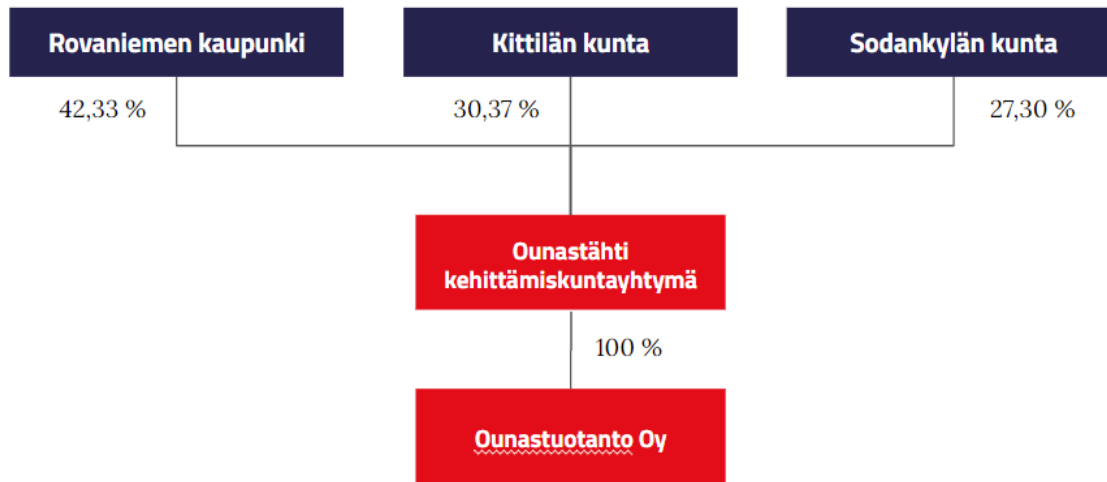 Rovaniemen kaupunki
Kittilän kunta
Sodankylän kunta
42,33 %
30,37 %
27,30 %
Ounastähti
kehittämiskuntayhtymä
100 %
Ounastuotanto Oy